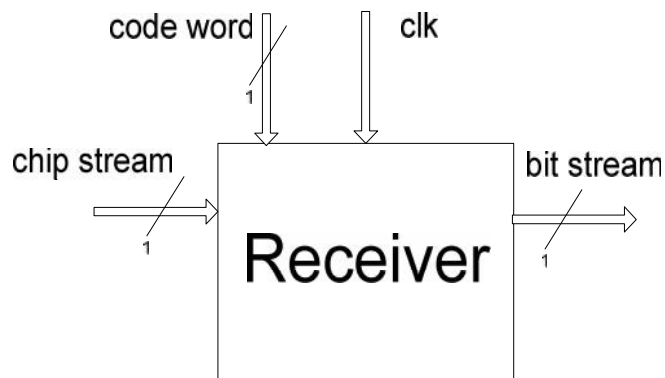 code word
clk
1
chip stream
bit stream
1
1
Receiver